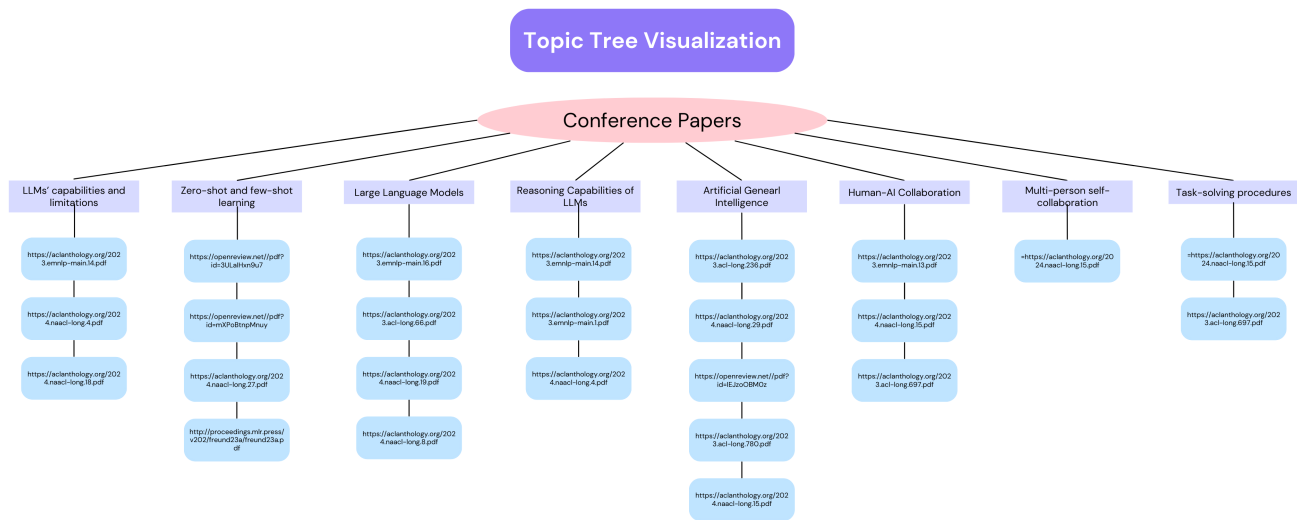 Topic Tree Visualization
Conference Papers
LLMs’ capabilities and
limitations
Zero-shot and few-shot
learning
Large Language Models
Reasoning Capabilities of
LLMs
Artificial Genearl
Intelligence
Human-AI Collaboration
Multi-person self-
collaboration
Task-solving procedures
https://aclanthology.org/202
3.emnlp-main.14.pdf
https://aclanthology.org/202
4.naacl-long.4.pdf
https://aclanthology.org/202
4.naacl-long.18.pdf
https://openreview.net//pdf?
id=3ULaIHxn9u7
https://openreview.net//pdf?
id=mXPoBtnpMnuy
https://aclanthology.org/202
4.naacl-long.27.pdf
http://proceedings.mlr.press/
v202/freund23a/freund23a.p
df
https://aclanthology.org/202
3.emnlp-main.16.pdf
https://aclanthology.org/202
3.acl-long.66.pdf
https://aclanthology.org/202
4.naacl-long.19.pdf
https://aclanthology.org/202
4.naacl-long.8.pdf
https://aclanthology.org/202
3.emnlp-main.14.pdf
https://aclanthology.org/202
3.emnlp-main.1.pdf
https://aclanthology.org/202
4.naacl-long.4.pdf
https://aclanthology.org/202
3.acl-long.236.pdf
https://aclanthology.org/202
4.naacl-long.29.pdf
https://openreview.net//pdf?
id=IEJzoOBM0z
https://aclanthology.org/202
3.acl-long.780.pdf
https://aclanthology.org/202
4.naacl-long.15.pdf
https://aclanthology.org/202
3.emnlp-main.13.pdf
https://aclanthology.org/202
4.naacl-long.15.pdf
https://aclanthology.org/202
3.acl-long.697.pdf
=https://aclanthology.org/20
24.naacl-long.15.pdf
=https://aclanthology.org/20
24.naacl-long.15.pdf
https://aclanthology.org/202
3.acl-long.697.pdf